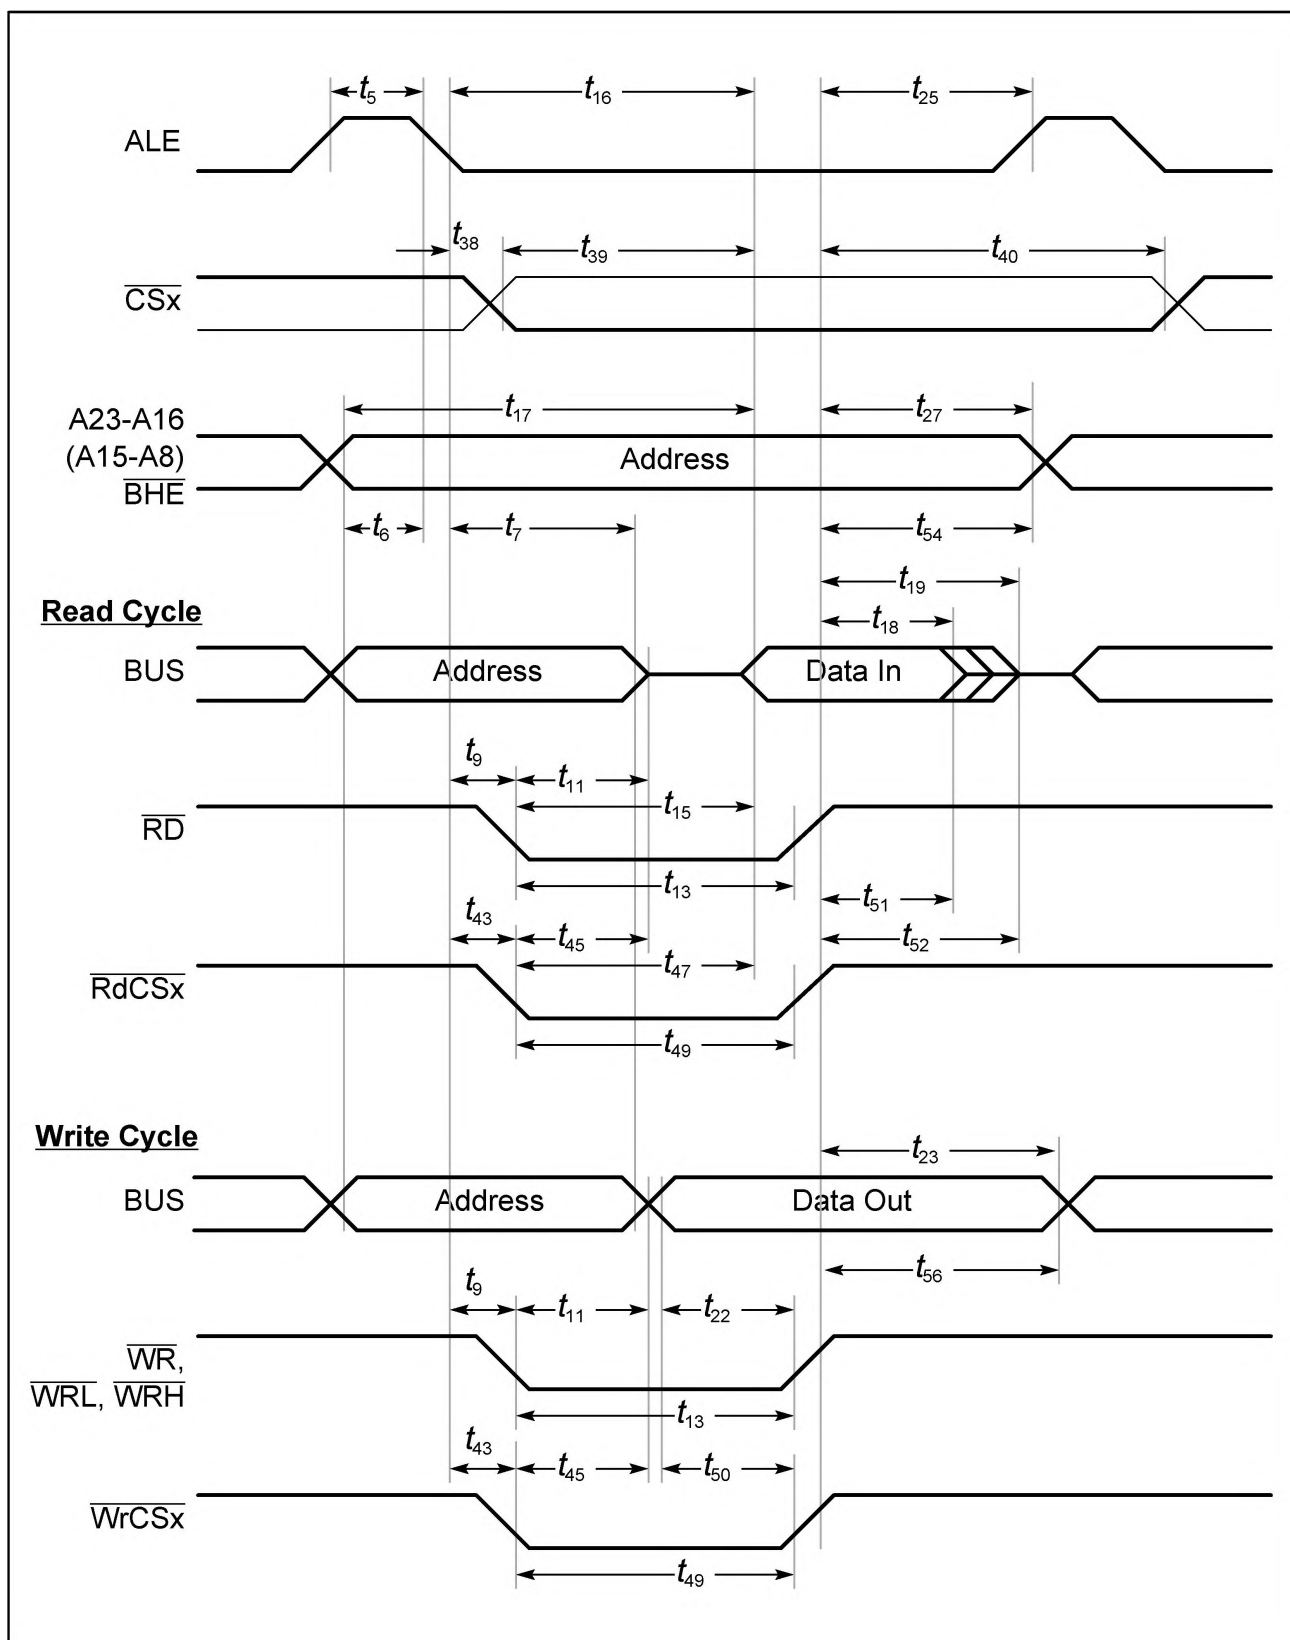 t5 t16 t25
ALE
t38 t39 t40
CSx
t17 t27
A23-A16
(A15-A8)
BHE
Address
t6 t7 t54
t19
Read Cycle
t18
BUS Address Data In
t9 t11
t15
RD
t13
t51
t43 t45 t52
t47
RdCSx
t49
Write Cycle
t23
BUS Address Data Out
t56
t9 t11 t22
WR,
WRL, WRH
t13
t43
t45 t50
WrCSx
t49